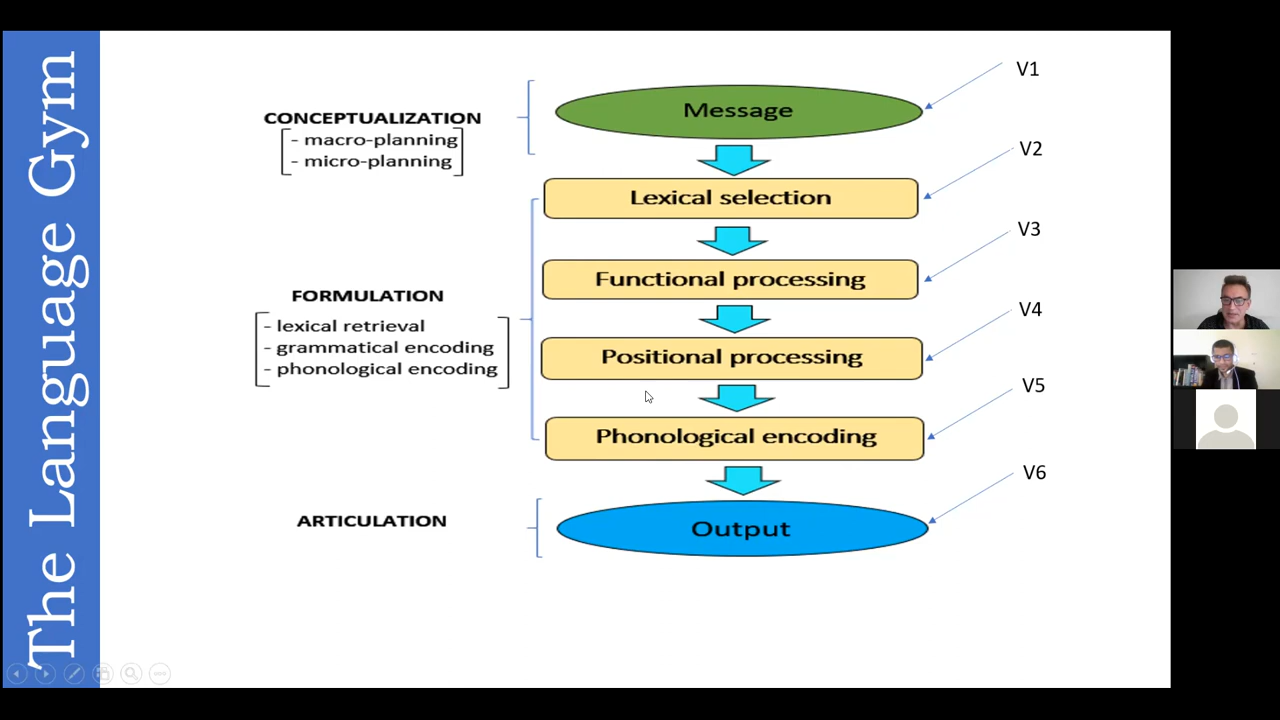 The Language Gym
CONCEPTUALIZATION
- macro-planning
- micro-planning
FORMULATION
- lexical retrieval
- grammatical encoding
- phonological encoding
ARTICULATION
Message
Lexical selection
Functional processing
Positional processing
Phonological encoding
Output
V1
V2
V3
V4
V5
V6